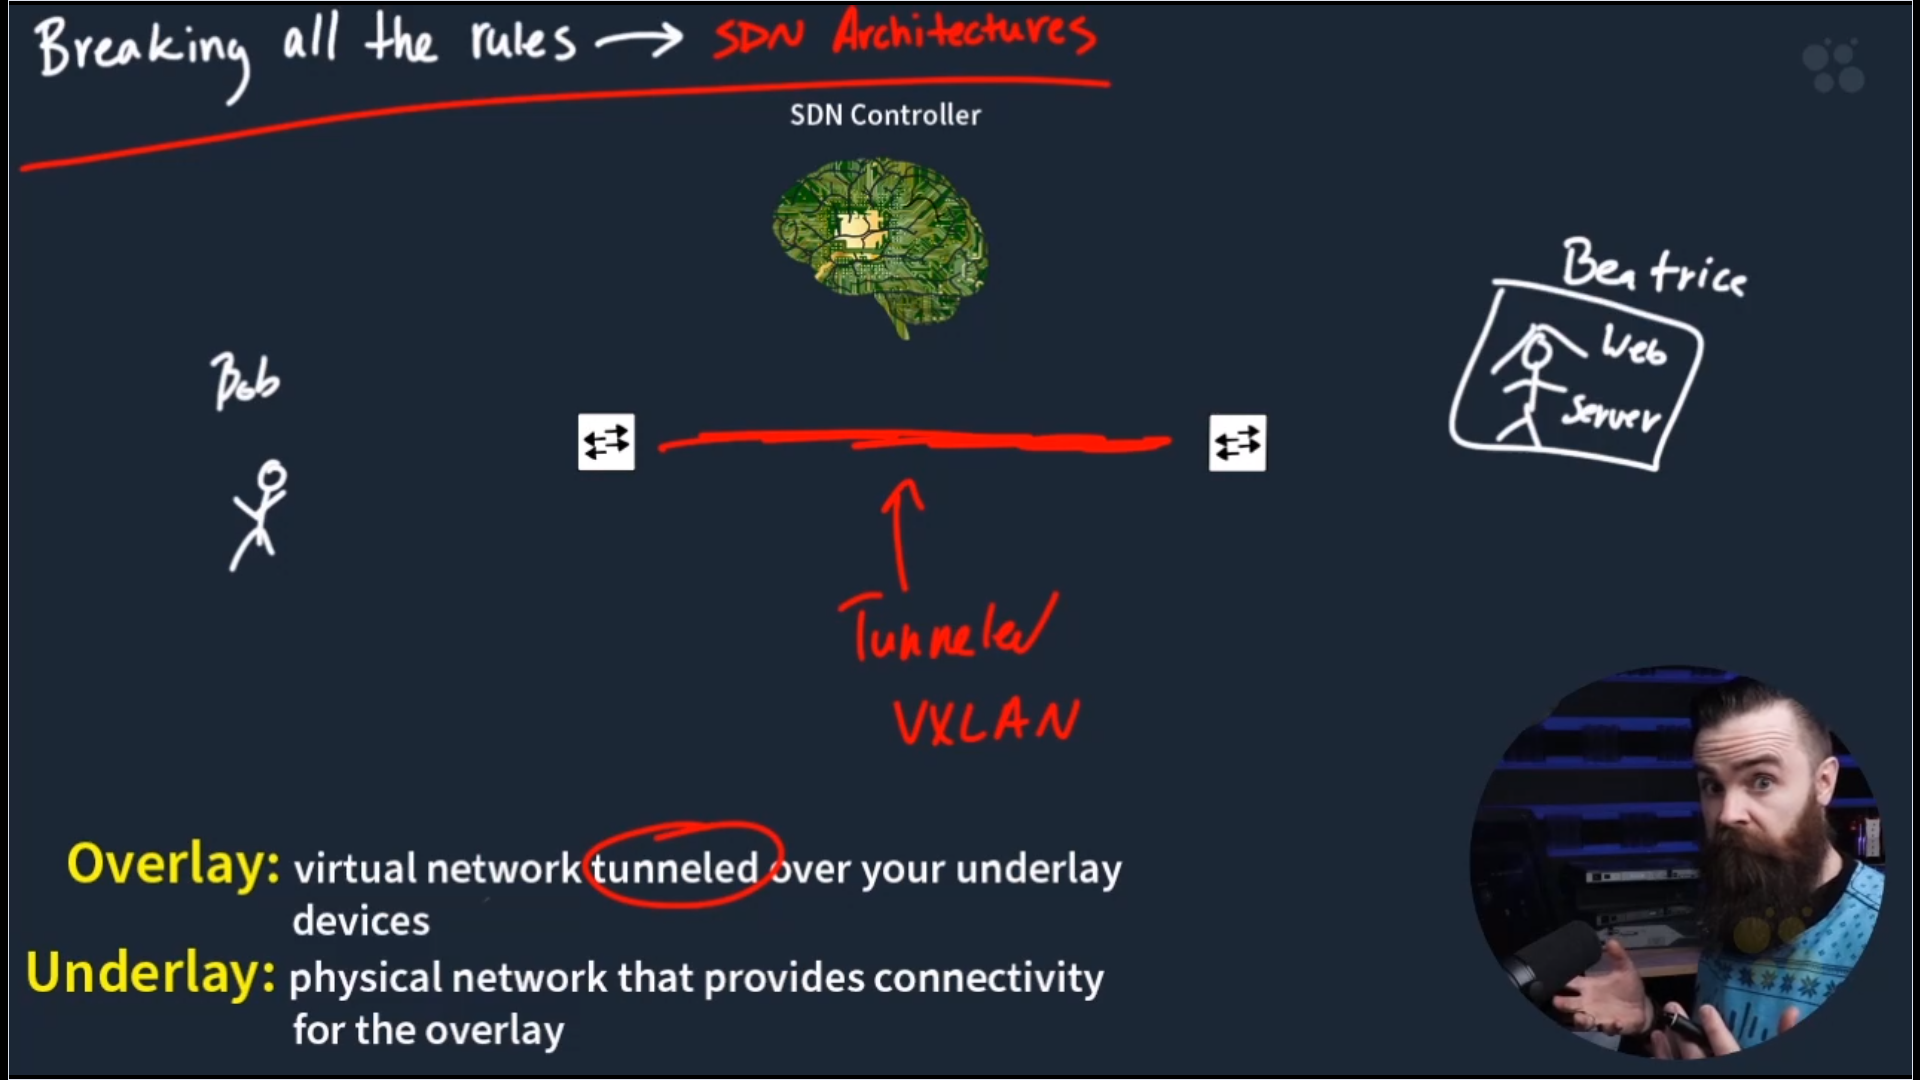 Breaking all the rules → SDN Architectures
SDN Controller
Beatrice
Web
Server
Bob
Tunneled
VXLAN
Overlay: virtual network tunneled over your underlay
devices
Underlay: physical network that provides connectivity
for the overlay